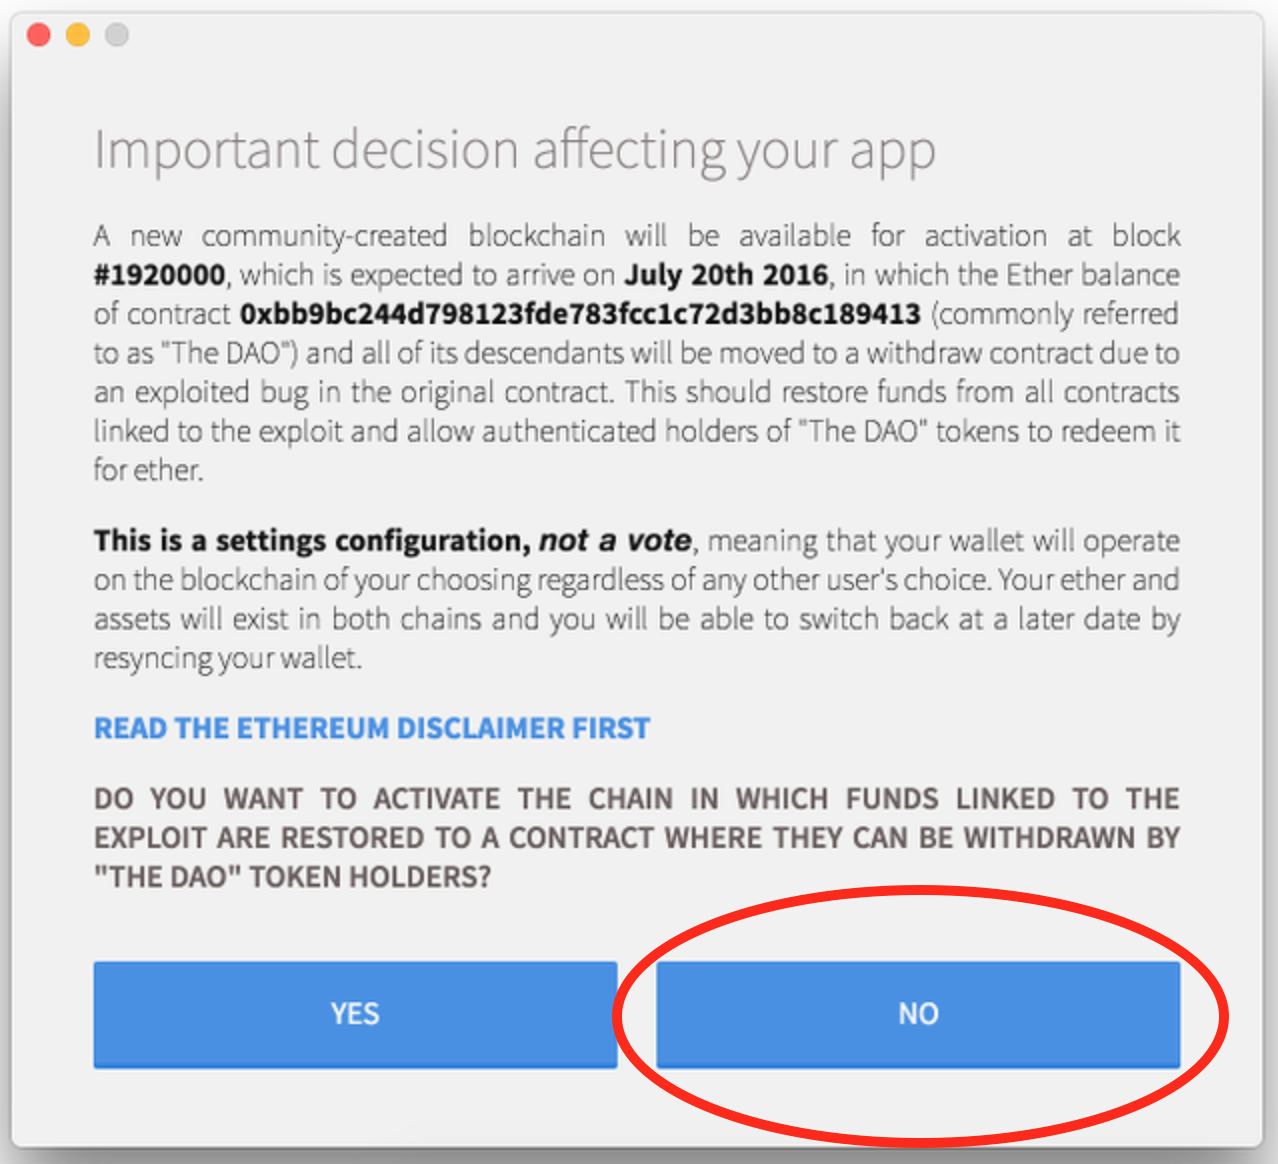 Important decision affecting your app
A new community-created blockchain will be available for activation at block
#1920000, which is expected to arrive on July 20th 2016, in which the Ether balance
of contract 0xbb9bc244d798123fde783fcc1c72d3bb8c189413 (commonly referred
to as "The DAO") and all of its descendants will be moved to a withdraw contract due to
an exploited bug in the original contract. This should restore funds from all contracts
linked to the exploit and allow authenticated holders of "The DAO" tokens to redeem it
for ether.
This is a settings configuration, not a vote, meaning that your wallet will operate
on the blockchain of your choosing regardless of any other user's choice. Your ether and
assets will exist in both chains and you will be able to switch back at a later date by
resyncing your wallet.
READ THE ETHEREUM DISCLAIMER FIRST
DO YOU WANT TO ACTIVATE THE CHAIN IN WHICH FUNDS LINKED TO THE
EXPLOIT ARE RESTORED TO A CONTRACT WHERE THEY CAN BE WITHDRAWN BY
"THE DAO" TOKEN HOLDERS?
YES
NO